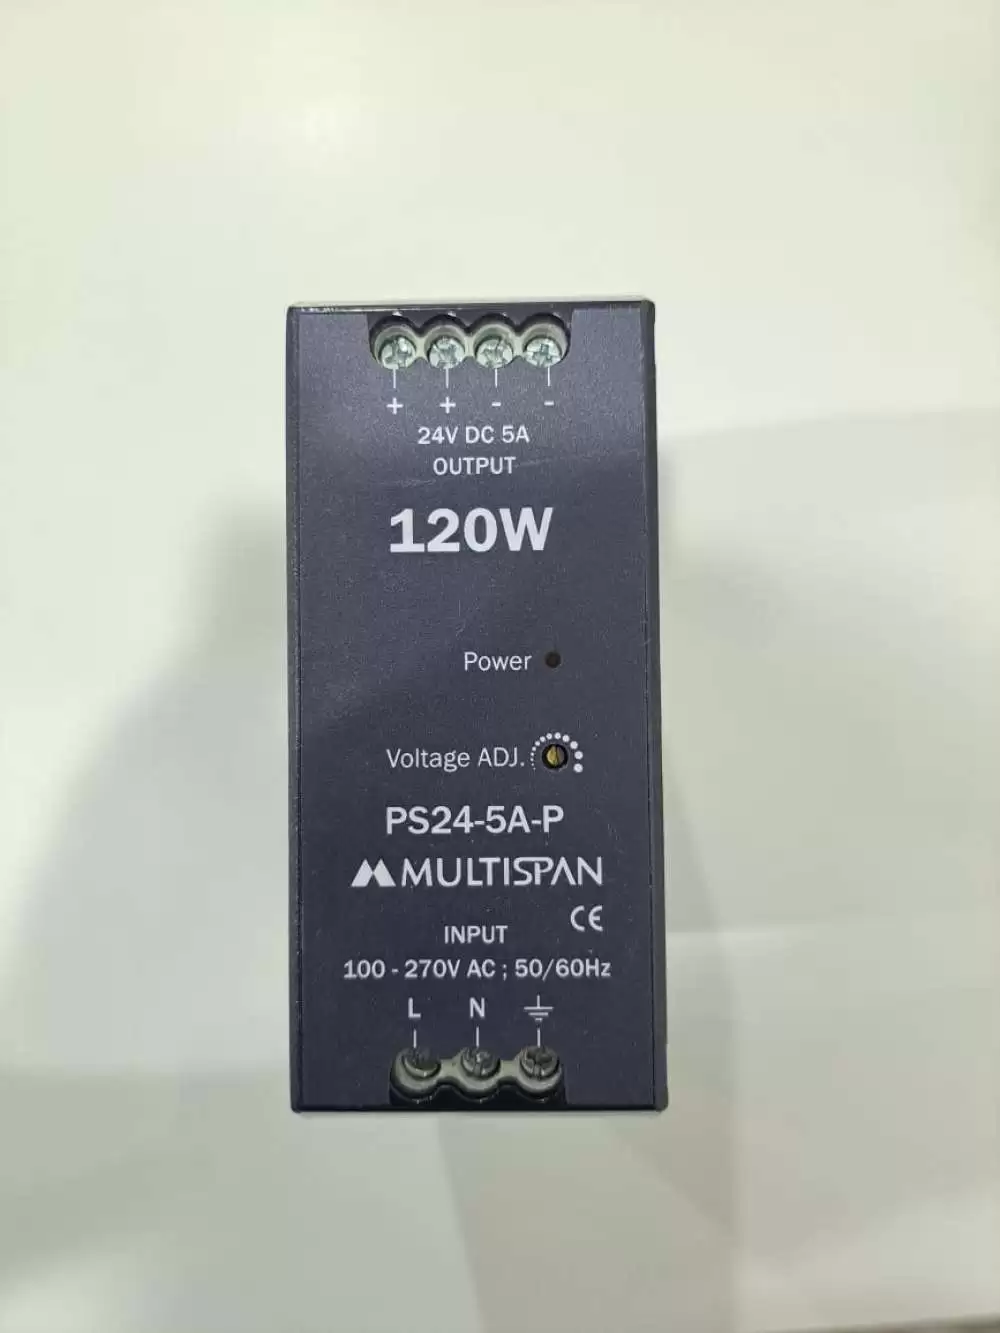 + + - -
24V DC 5A
OUTPUT
120W
Power
Voltage ADJ.
PS24-5A-P
MULTISPAN
CE
INPUT
100 - 270V AC ; 50/60Hz
L N